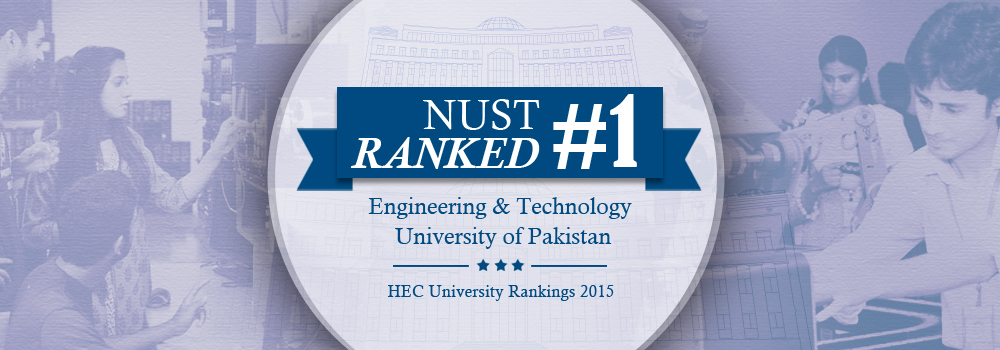 NUST
RANKED #1
Engineering & Technology
University of Pakistan
HEC University Rankings 2015